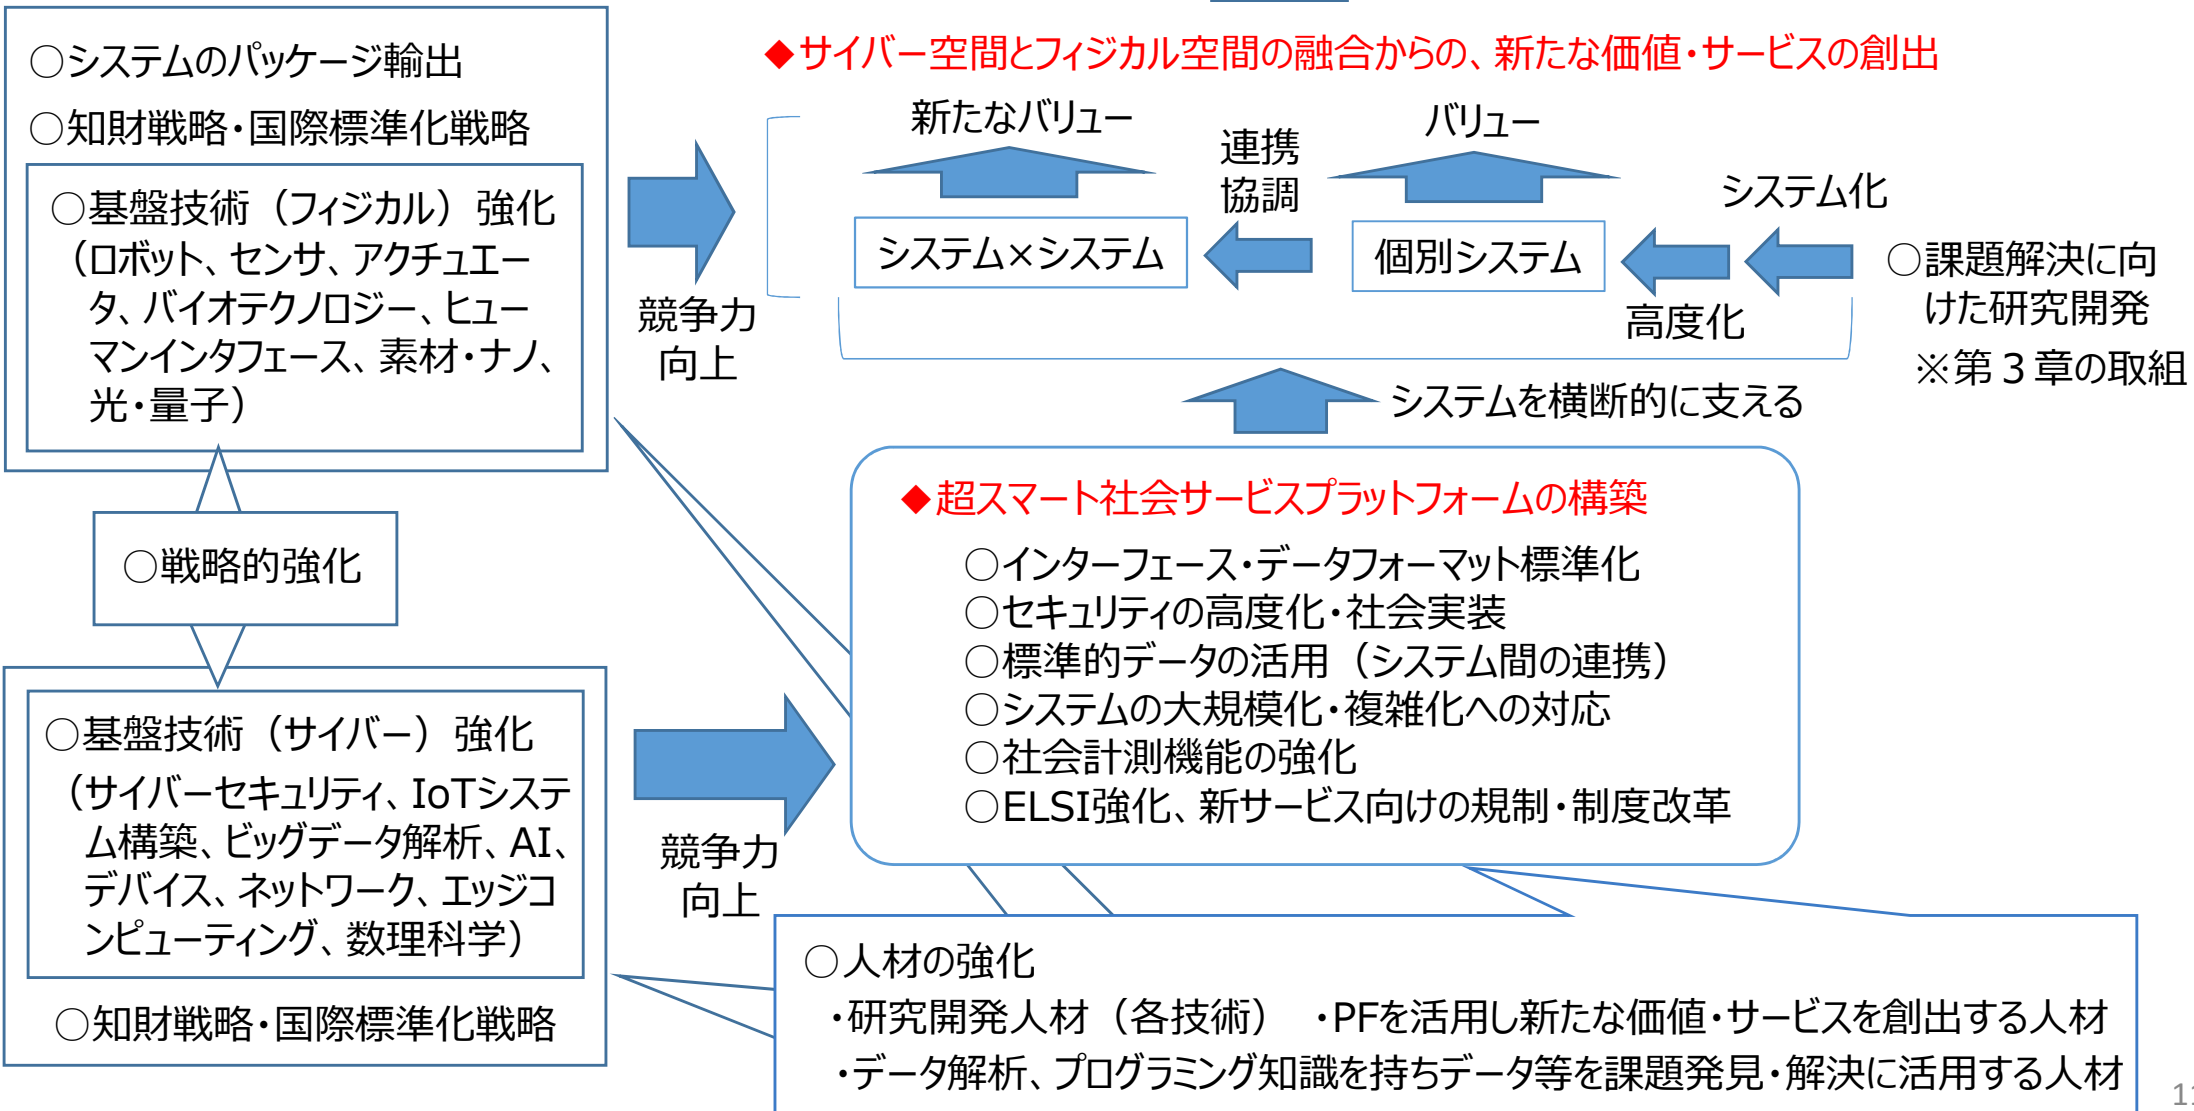 ○システムのパッケージ輸出
○知財戦略・国際標準化戦略
○基盤技術（フィジカル）強化
（ロボット、センサ、アクチュエー
タ、バイオテクノロジー、ヒュー
マンインタフェース、素材・ナノ、
光・量子）
○戦略的強化
○基盤技術（サイバー）強化
（サイバーセキュリティ、IoTシステ
ム構築、ビッグデータ解析、AI、
デバイス、ネットワーク、エッジコ
ンピューティング、数理科学）
○知財戦略・国際標準化戦略
競争力
向上
競争力
向上
◆サイバー空間とフィジカル空間の融合からの、新たな価値・サービスの創出
新たなバリュー
連携
協調
バリュー
システム化
システム×システム
個別システム
高度化
○課題解決に向
けた研究開発
※第３章の取組
システムを横断的に支える
◆超スマート社会サービスプラットフォームの構築
○インターフェース・データフォーマット標準化
○セキュリティの高度化・社会実装
○標準的データの活用（システム間の連携）
○システムの大規模化・複雑化への対応
○社会計測機能の強化
○ELSI強化、新サービス向けの規制・制度改革
○人材の強化
・研究開発人材（各技術）　・PFを活用し新たな価値・サービスを創出する人材
・データ解析、プログラミング知識を持ちデータ等を課題発見・解決に活用する人材